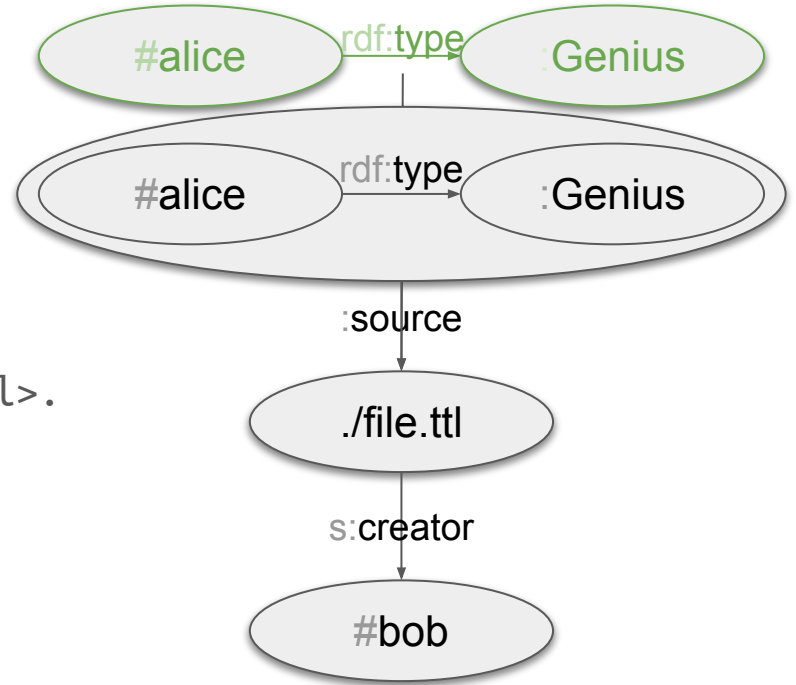 #alice rdf:type :Genius
#alice rdf:type :Genius
:source
l>.
./file.ttl
s:creator
#bob